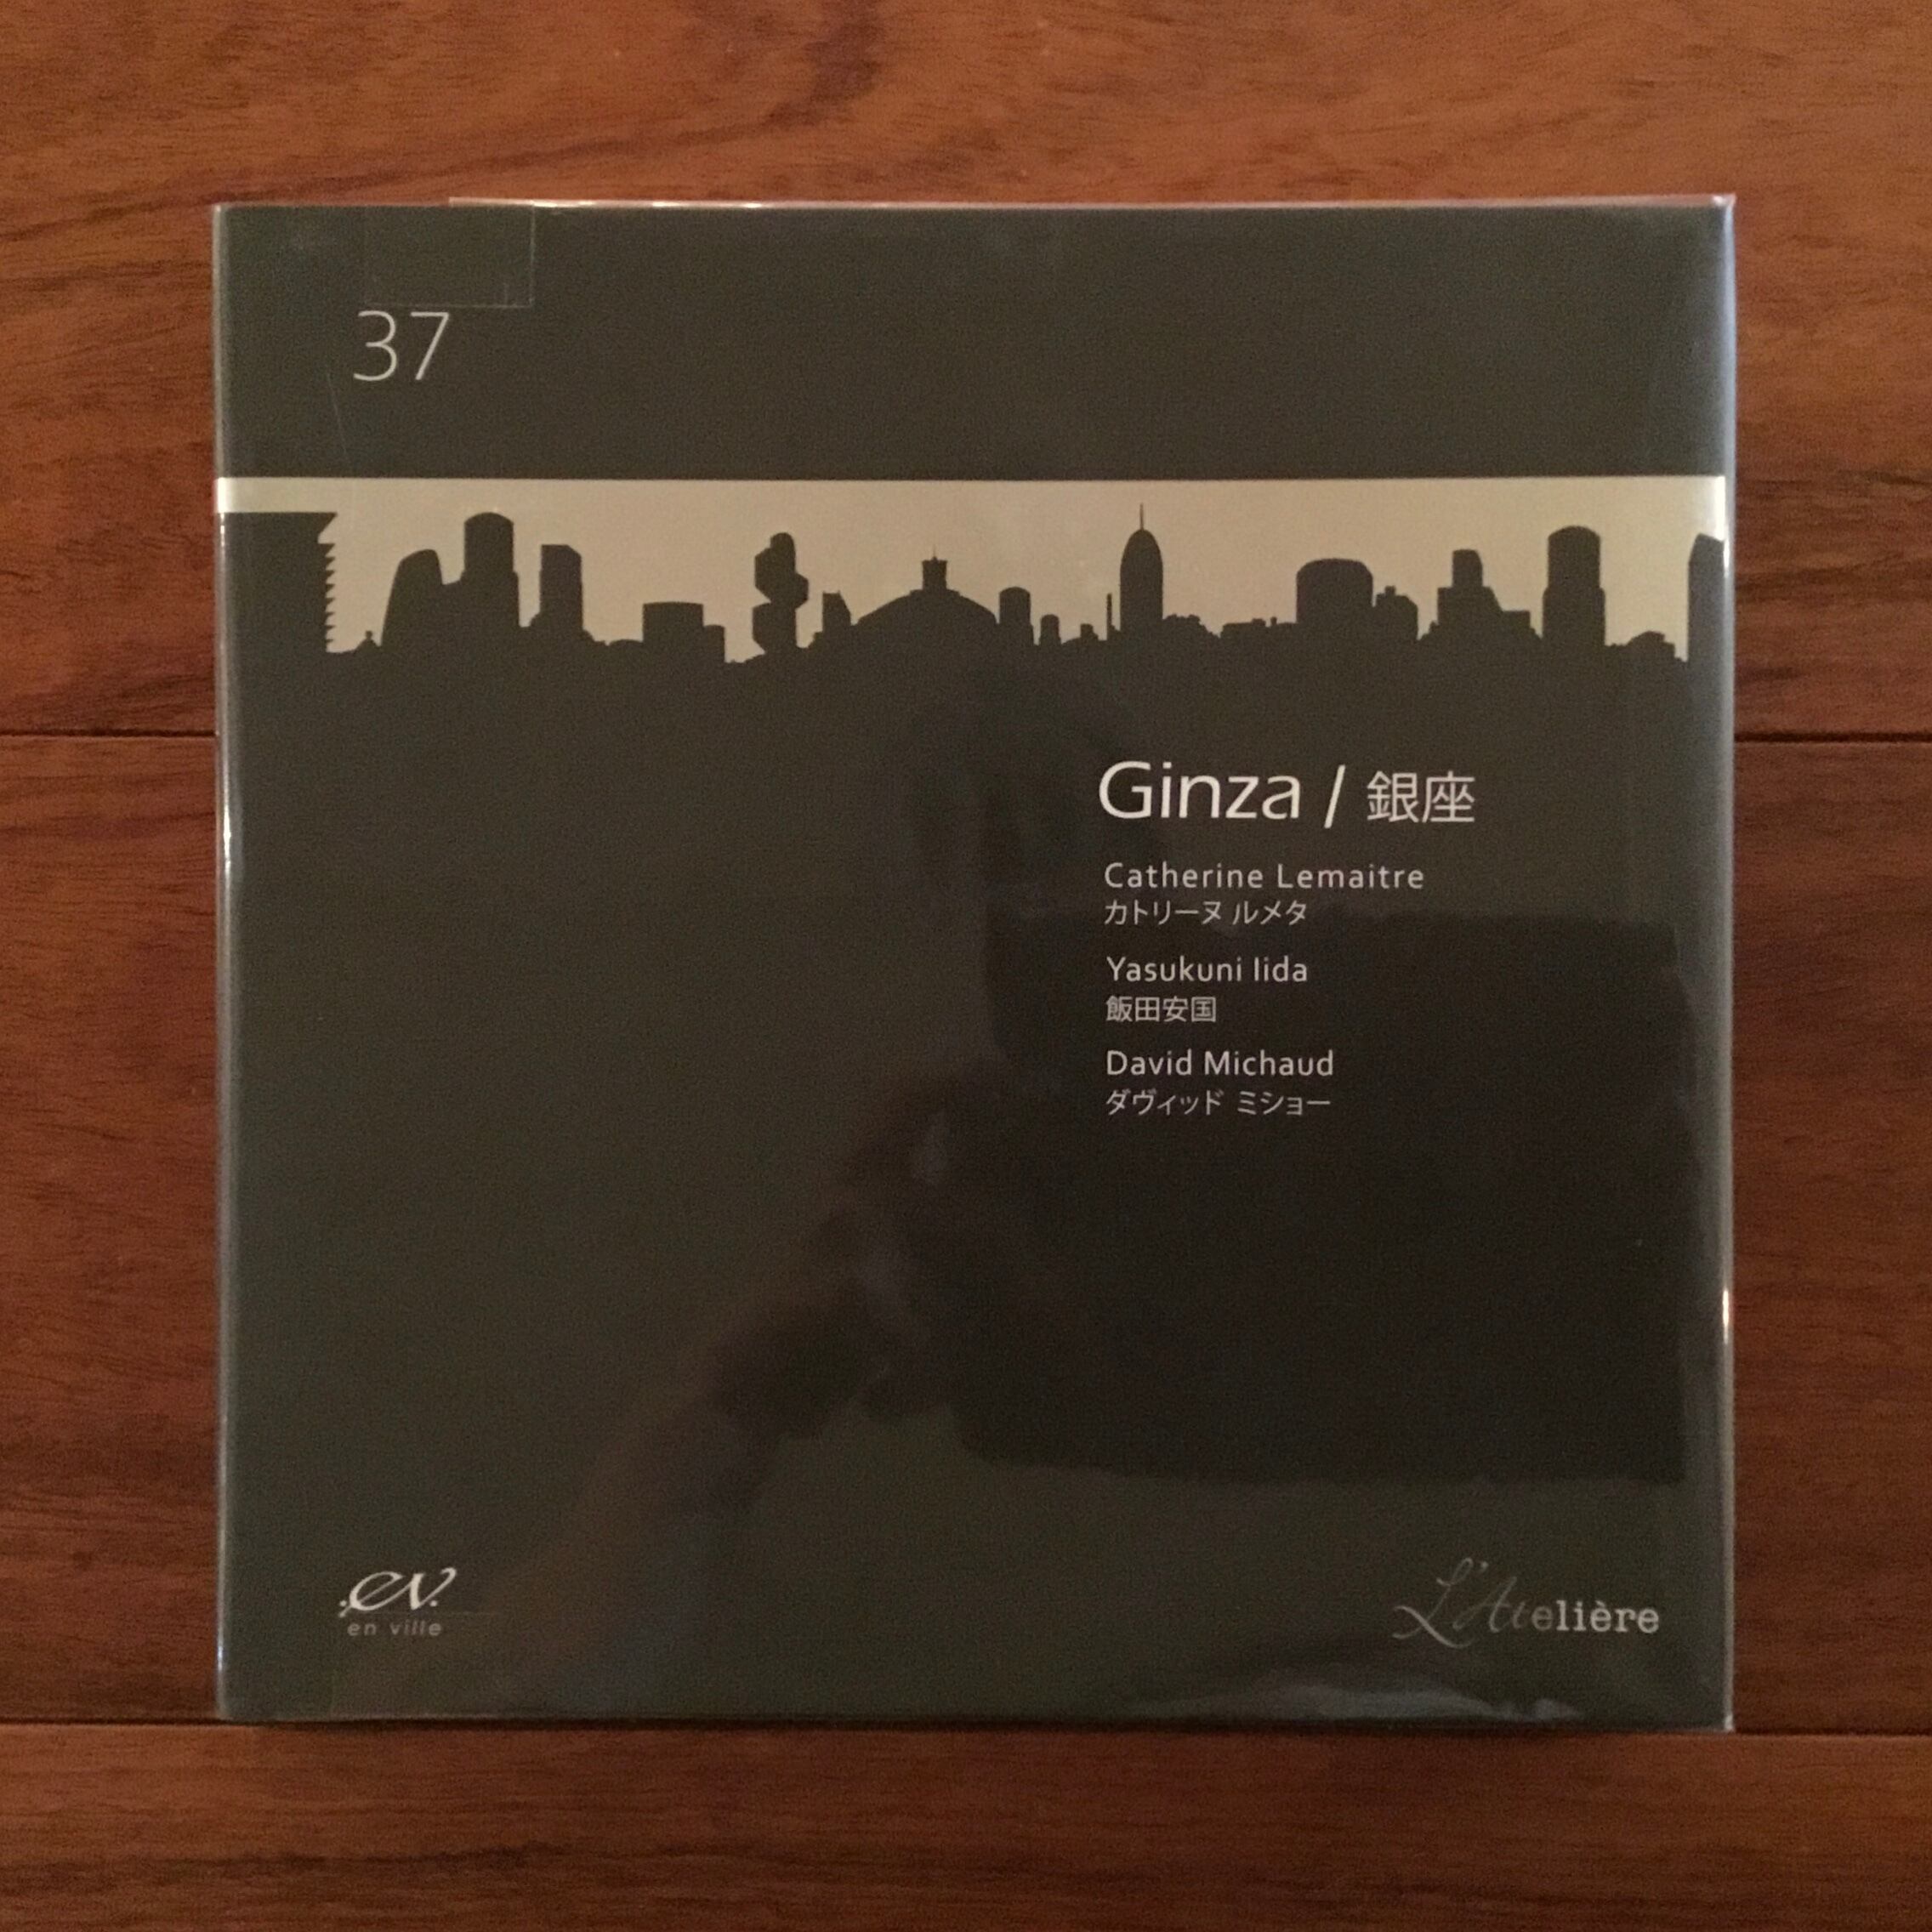 37
Ginza / 銀座
Catherine Lemaitre
カトリーヌ ルメタ
Yasukuni Iida
飯田安国
David Michaud
ダヴィッド ミショー
ev.
en ville
L'Atelière